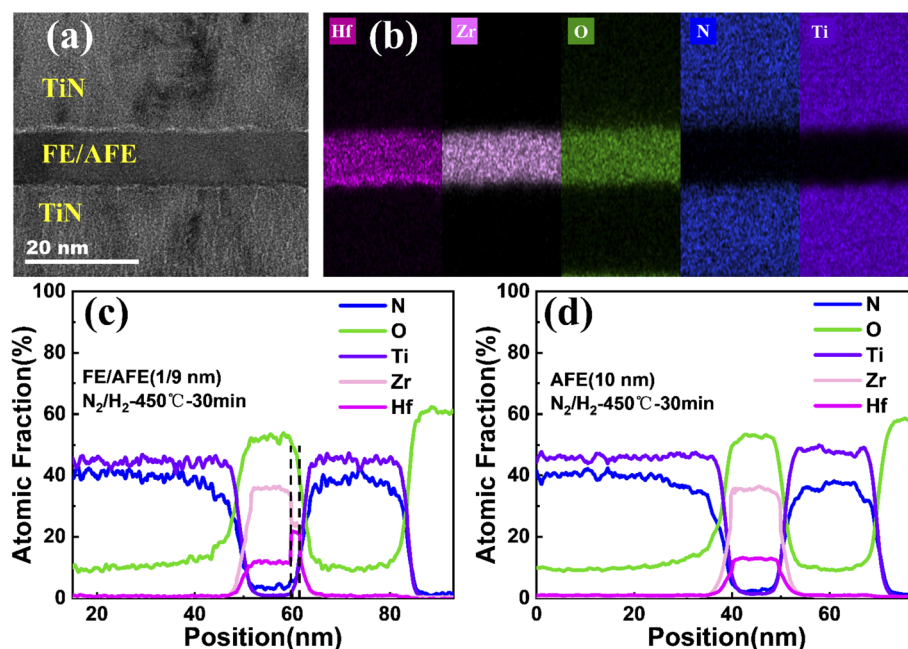 (a)
TiN
FE/AFE
TiN
20 nm
Hf
(b)
Zr
O
N
Ti
100
80
60
40
20
0
Atomic Fraction(%)
(c)
FE/AFE(1/9 nm)
N₂/H₂-450℃-30min
N
O
Ti
Zr
Hf
20
40
60
80
Position(nm)
100
80
60
40
20
0
Atomic Fraction(%)
(d)
AFE(10 nm)
N₂/H₂-450℃-30min
N
O
Ti
Zr
Hf
0
20
40
60
Position(nm)